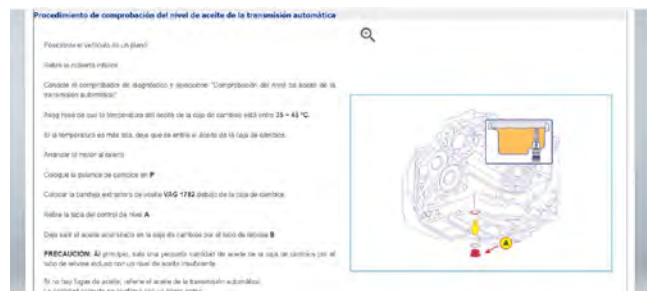 Procedimiento de comprobación del nivel de aceite de la transmisión automática
Posicione el vehículo en un plano
Retire la cubierta inferior
Conecte el comprobador de diagnóstico y seleccione "Comprobación del nivel de aceite de la
transmisión automática"
Asegúrese de que la temperatura del aceite de la caja de cambios está entre 35 ~ 45 °C.
Si la temperatura es más alta, deje que se enfríe el aceite de la caja de cambios.
Arrancar el motor al ralentí
Coloque la palanca de cambios en P
Colocar la bandeja extractora de aceite VAG 1782 debajo de la caja de cambios
Retire la tapa del control de nivel A
Deje salir el aceite acumulado en la caja de cambios por el tubo de rebose B
PRECAUCIÓN: Al principio, sale una pequeña cantidad de aceite de la caja de cambios por el
tubo de rebose incluso con un nivel de aceite insuficiente.
Si no hay fugas de aceite, rellene el aceite de la transmisión automática.
A